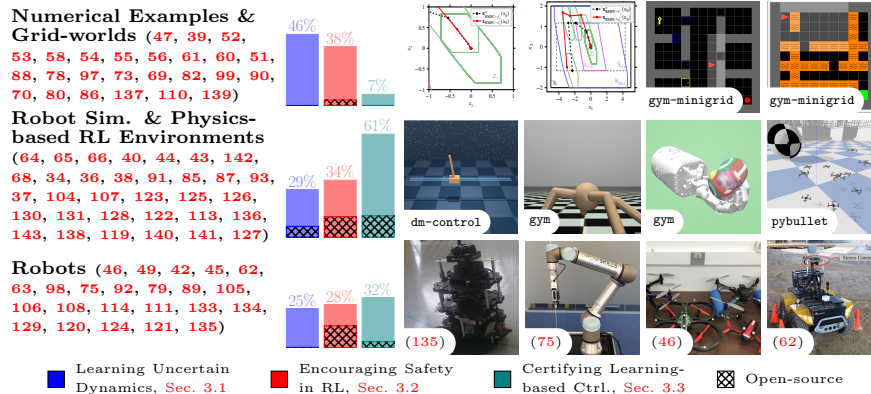 Numerical Examples &
Grid-worlds (47, 39, 52,
53, 58, 54, 55, 56, 61, 60, 51,
88, 78, 97, 73, 69, 82, 99, 90,
70, 80, 86, 137, 110, 139)
46%
38%
7%
gym-minigrid
gym-minigrid
Robot Sim. & Physics-
based RL Environments
(64, 65, 66, 40, 44, 43, 142,
68, 34, 36, 38, 91, 85, 87, 93,
37, 104, 107, 123, 125, 126,
130, 131, 128, 122, 113, 136,
143, 138, 119, 140, 141, 127)
29%
34%
61%
dm-control
gym
gym
pybullet
Robots (46, 49, 42, 45, 62,
63, 98, 75, 92, 79, 89, 105,
106, 108, 114, 111, 133, 134,
129, 120, 124, 121, 135)
25%
28%
32%
(135)
(75)
(46)
(62)
Stereo Camera
Learning Uncertain
Dynamics, Sec. 3.1
Encouraging Safety
in RL, Sec. 3.2
Certifying Learning-
based Ctrl., Sec. 3.3
Open-source